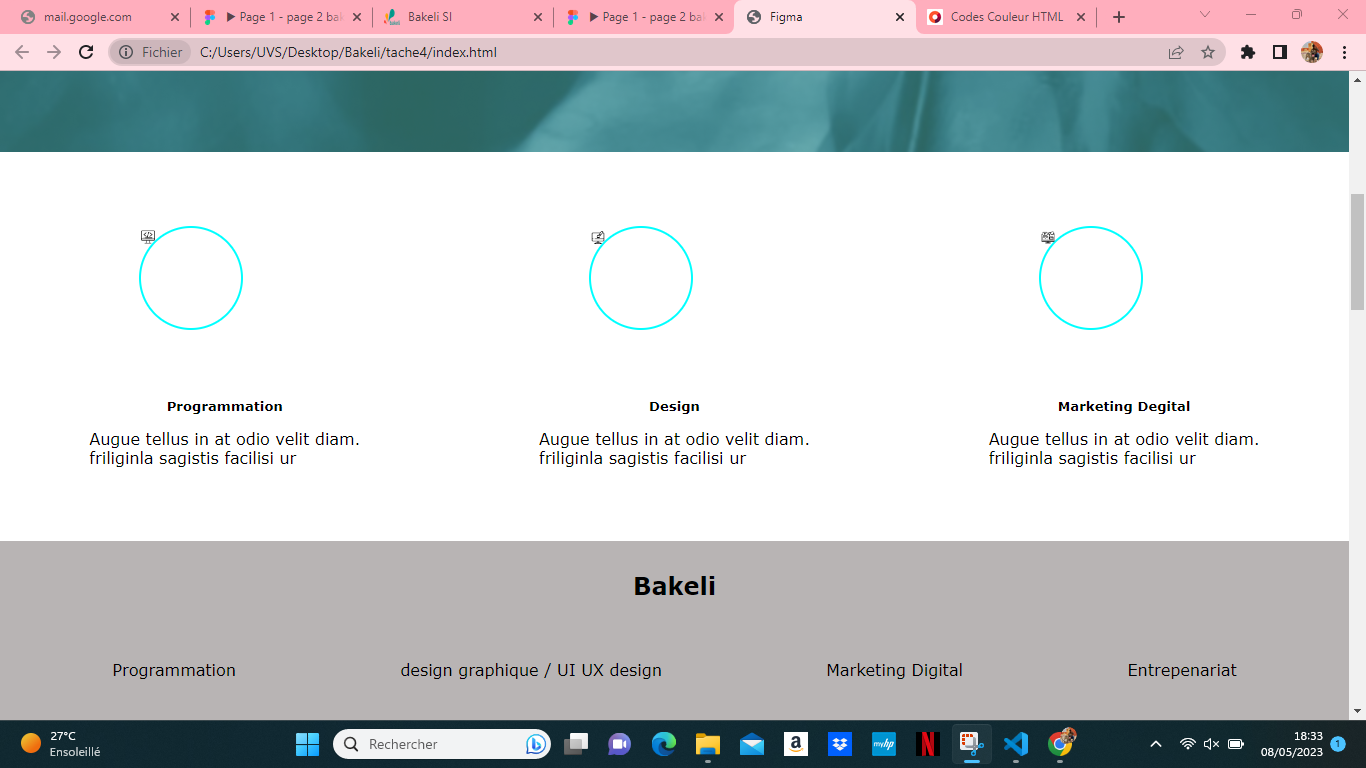 mail.google.com
Page 1 - page 2 bak
Bakeli SI
Page 1 - page 2 bak
Figma
Codes Couleur HTML
Fichier
C:/Users/UVS/Desktop/Bakeli/tache4/index.html
Programmation
Design
Marketing Degital
Augue tellus in at odio velit diam.
friliginla sagistis facilisi ur
Augue tellus in at odio velit diam.
friliginla sagistis facilisi ur
Augue tellus in at odio velit diam.
friliginla sagistis facilisi ur
Bakeli
Programmation
design graphique / UI UX design
Marketing Digital
Entrepenariat
27°C
Ensoleillé
Rechercher
a
myhp
N
18:33
08/05/2023
1